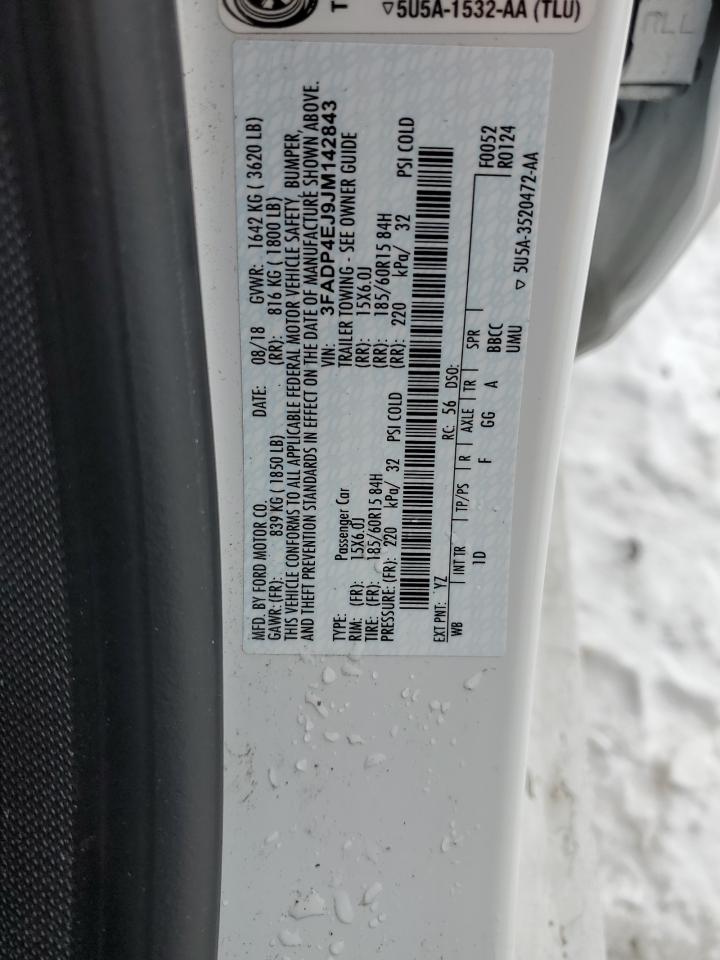 T
▽5U5A-1532-AA (TLU)
MFD. BY FORD MOTOR CO. DATE: 08/18 GVWR: 1642 KG ( 3620 LB)
GAWR: (FR): 839 KG ( 1850 LB) (RR): 816 KG ( 1800 LB)
THIS VEHICLE CONFORMS TO ALL APPLICABLE FEDERAL MOTOR VEHICLE SAFETY, BUMPER,
AND THEFT PREVENTION STANDARDS IN EFFECT ON THE DATE OF MANUFACTURE SHOWN ABOVE.
VIN: 3FADP4EJ9JM142843
TYPE: Passenger Car TRAILER TOWING - SEE OWNER GUIDE
RIM: (FR): 15X6.0J (RR): 15X6.0J
TIRE: (FR): 185/60R15 84H (RR): 185/60R15 84H
PRESSURE: (FR): 220 kPa/ 32 PSI COLD (RR): 220 kPa/ 32 PSI COLD
EXT PNT: YZ RC: 56 DSO: F0052
WB INT TR TP/PS R AXLE TR SPR R0124
1D F GG A BBCC
UMU
▽ 5U5A-3520472-AA